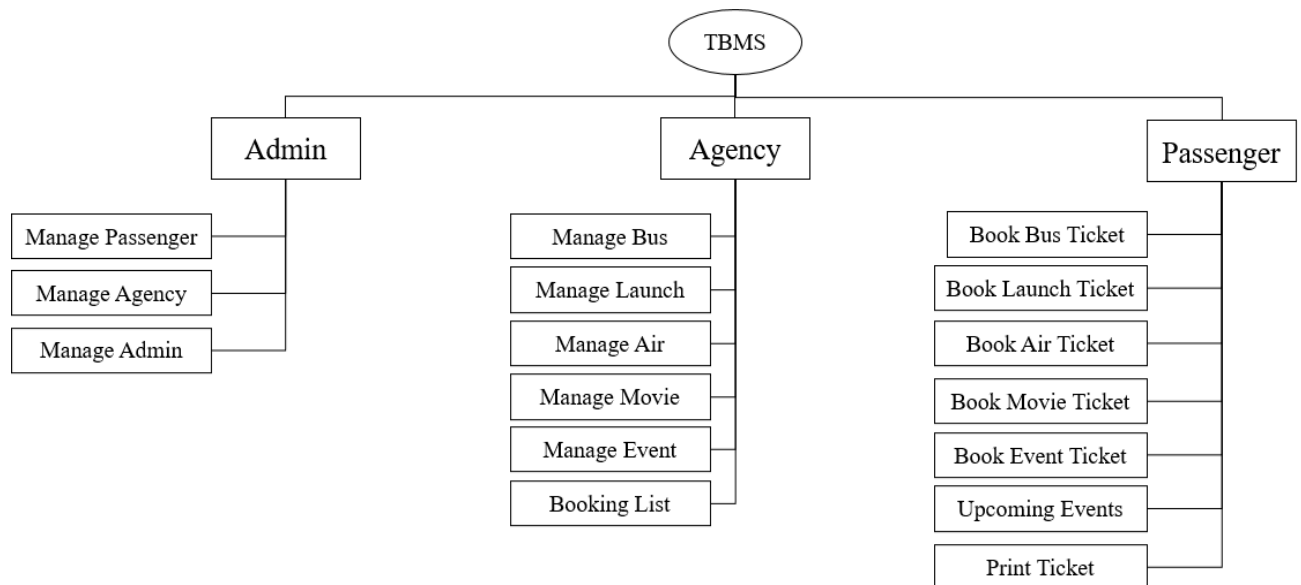 TBMS
Admin
Agency
Passenger
Manage Passenger
Manage Agency
Manage Admin
Manage Bus
Manage Launch
Manage Air
Manage Movie
Manage Event
Booking List
Book Bus Ticket
Book Launch Ticket
Book Air Ticket
Book Movie Ticket
Book Event Ticket
Upcoming Events
Print Ticket